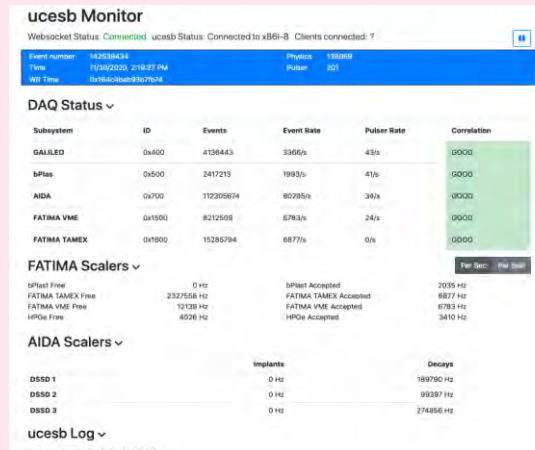 ucesb Monitor
Websocket Status: Connected ucesb Status: Connected to x86l-8 Clients connected: ?
Event number 142538434 Physics 138069
Time 11/30/2020, 2:19:27 PM Pulser 201
WR Time
DAQ Status
Subsystem ID Events Event Rate Pulser Rate Correlation
GALILEO 0x400 4136443 3366/s 43/s GOOD
bPlas 0x500 2417213 1993/s 41/s GOOD
AIDA 0x700 112305674 80795/s 34/s GOOD
FATIMA VME 0x1500 8212509 6783/s 24/s GOOD
FATIMA TAMEX 0x1600 15285794 6877/s 0/s GOOD
FATIMA Scalers Per Sec Per Spill
bPlast Free 0 Hz bPlast Accepted 2035 Hz
FATIMA TAMEX Free 2327558 Hz FATIMA TAMEX Accepted 6877 Hz
FATIMA VME Free 12139 Hz FATIMA VME Accepted 6783 Hz
HPGe Free 4026 Hz HPGe Accepted 3410 Hz
AIDA Scalers
Implants Decays
DSSD 1 0 Hz 189790 Hz
DSSD 2 0 Hz 99397 Hz
DSSD 3 0 Hz 274856 Hz
ucesb Log